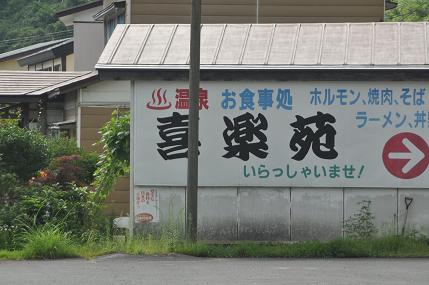 ♨温泉 お食事処 ホルモン、焼肉、そば
ラーメン、丼
喜楽苑
いらっしゃいませ!